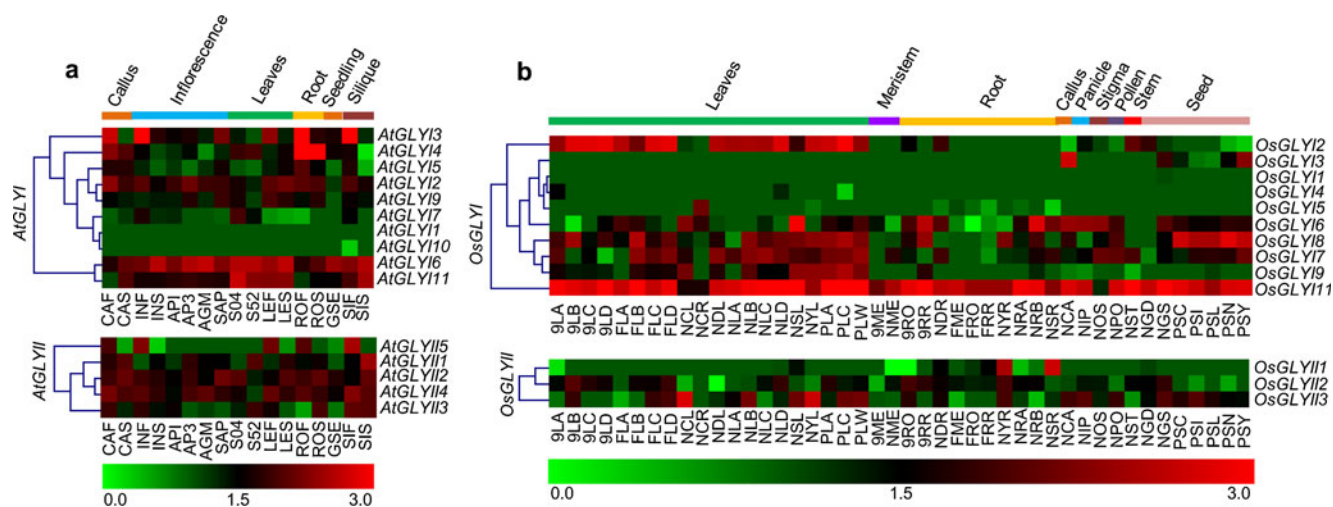 a
Callus
Inflorescence
Leaves
Root
Seedling
Silique
AtGLYI
AtGLYI3
AtGLYI4
AtGLYI5
AtGLYI2
AtGLYI9
AtGLYI7
AtGLYI1
AtGLYI10
AtGLYI6
AtGLYI11
CAF CAS INF INS API AP3 AGM SAP S04 S52 LEF LES ROF ROS GSE SIF SIS
AtGLYII
AtGLYII5
AtGLYII1
AtGLYII2
AtGLYII4
AtGLYII3
CAF CAS INF INS API AP3 AGM SAP S04 S52 LEF LES ROF ROS GSE SIF SIS
0.0 1.5 3.0
b
Leaves
Meristem
Root
Callus
Panicle
Stigma
Pollen
Stem
Seed
OsGLYI
OsGLYI2
OsGLYI3
OsGLYI1
OsGLYI4
OsGLYI5
OsGLYI6
OsGLYI8
OsGLYI7
OsGLYI9
OsGLYI11
9LA 9LB 9LC 9LD FLA FLB FLC FLD NCL NCR NDL NLA NLB NLC NLD NSL NYL PLA PLC PLW 9ME NME 9RO 9RR NDR FME FRO FRR NYR NRA NRB NSR NCA NIP NOS NPO NST NGD NGS PSC PSI PSL PSN PSY
OsGLYII
OsGLYII1
OsGLYII2
OsGLYII3
9LA 9LB 9LC 9LD FLA FLB FLC FLD NCL NCR NDL NLA NLB NLC NLD NSL NYL PLA PLC PLW 9ME NME 9RO 9RR NDR FME FRO FRR NYR NRA NRB NSR NCA NIP NOS NPO NST NGD NGS PSC PSI PSL PSN PSY
0.0 1.5 3.0